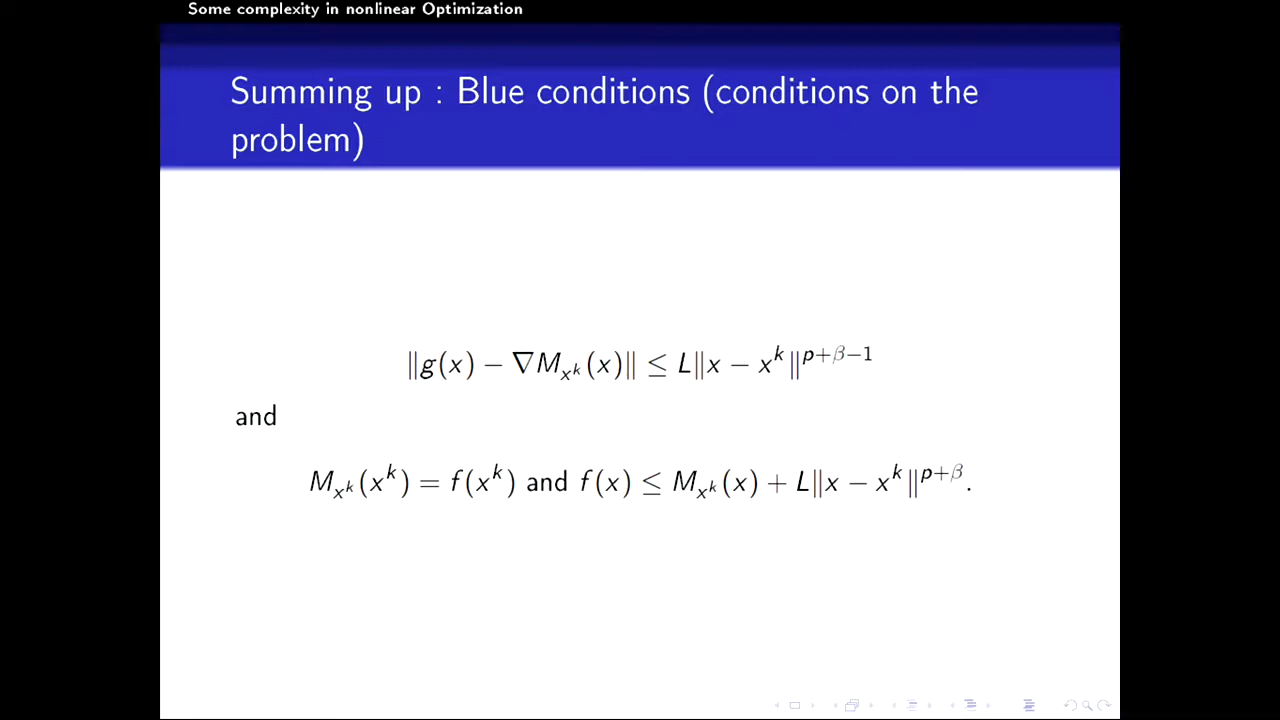 Some complexity in nonlinear Optimization
Summing up : Blue conditions (conditions on the
problem)
‖g(x) − ∇M_{x^k}(x)‖ ≤ L‖x − x^k‖^{p+β−1}
and
M_{x^k}(x^k) = f(x^k) and f(x) ≤ M_{x^k}(x) + L‖x − x^k‖^{p+β}.